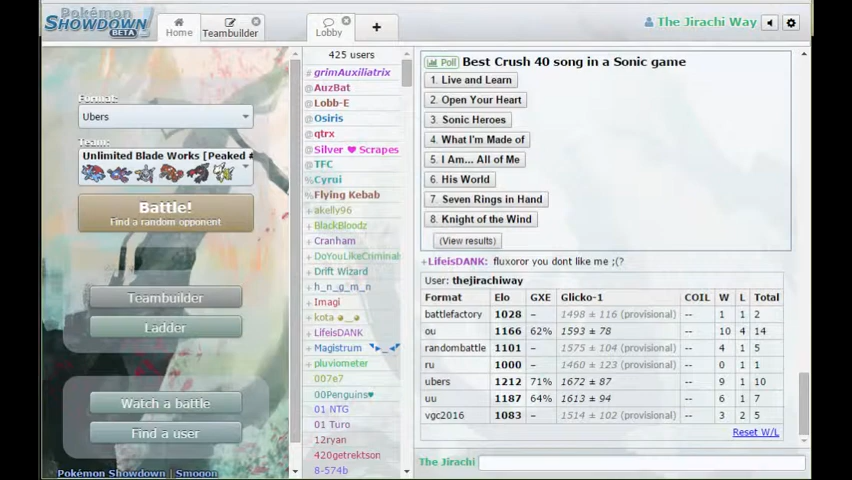 Pokémon
SHOWDOWN!
BETA
Home
Teambuilder
Lobby
The Jirachi Way
Format:
Ubers
Team:
Unlimited Blade Works [Peaked #
Battle!
Find a random opponent
Teambuilder
Ladder
Watch a battle
Find a user
Pokémon Showdown | Smogon
425 users
#grimAuxiliatrix
@AuzBat
@Lobb-E
@Osiris
@qtrx
@Silver ♥ Scrapes
@TFC
%Cyrui
%Flying Kebab
+akelly96
+BlackBloodz
+Cranham
+DoYouLikeCriminal
+Drift Wizard
+h_n_g_m_n
+Imagi
+kota ๑‿๑
+LifeisDANK
+Magistrum
+pluviometer
007e7
00Penguins♥
01 NTG
01 Turo
12ryan
420getrektson
8-574b
Poll Best Crush 40 song in a Sonic game
1. Live and Learn
2. Open Your Heart
3. Sonic Heroes
4. What I'm Made of
5. I Am... All of Me
6. His World
7. Seven Rings in Hand
8. Knight of the Wind
(View results)
+LifeisDANK: fluxoror you dont like me ;(?
User: thejirachiway
Format Elo GXE Glicko-1 COIL W L Total
battlefactory 1028 – 1498 ± 116 (provisional) -- 1 1 2
ou 1166 62% 1593 ± 78 -- 10 4 14
randombattle 1101 – 1575 ± 104 (provisional) -- 4 1 5
ru 1000 – 1460 ± 123 (provisional) -- 0 1 1
ubers 1212 71% 1672 ± 87 -- 9 1 10
uu 1187 64% 1613 ± 94 -- 6 1 7
vgc2016 1083 – 1514 ± 102 (provisional) -- 3 2 5
Reset W/L
The Jirachi